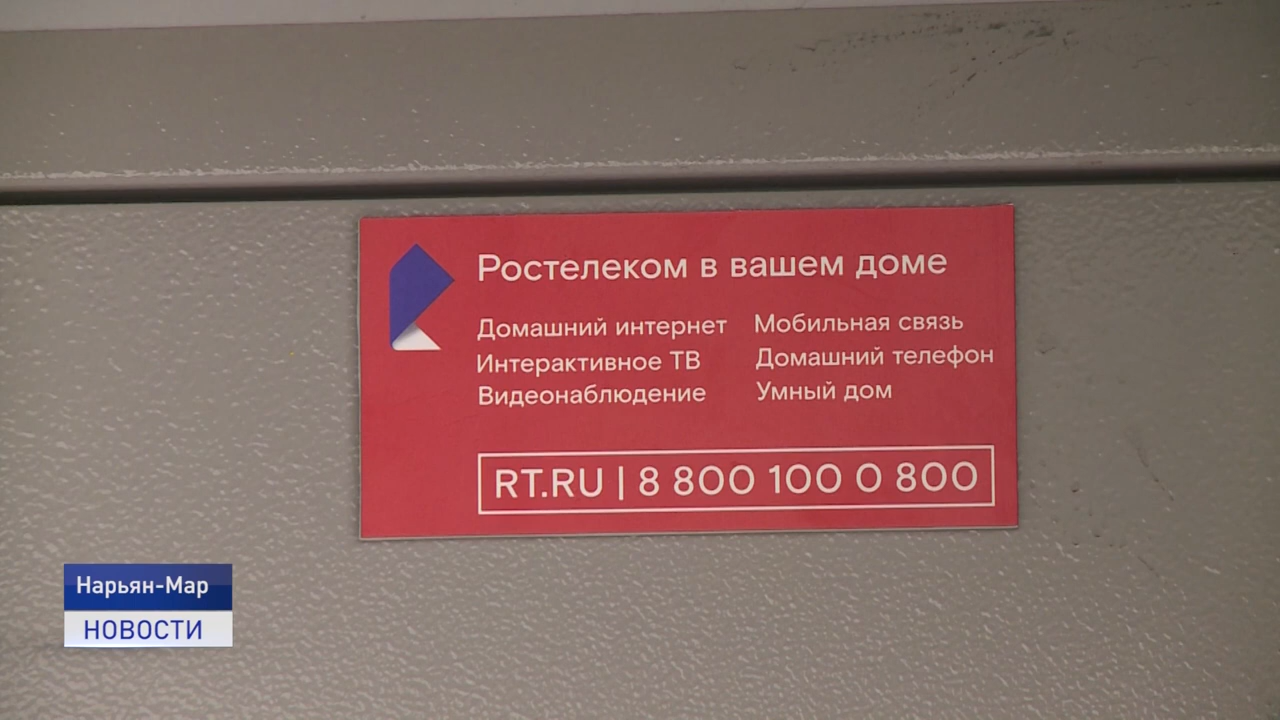 Ростелеком в вашем доме
Домашний интернет
Интерактивное ТВ
Видеонаблюдение
Мобильная связь
Домашний телефон
Умный дом
RT.RU | 8 800 100 0 800
Нарьян-Мар
НОВОСТИ